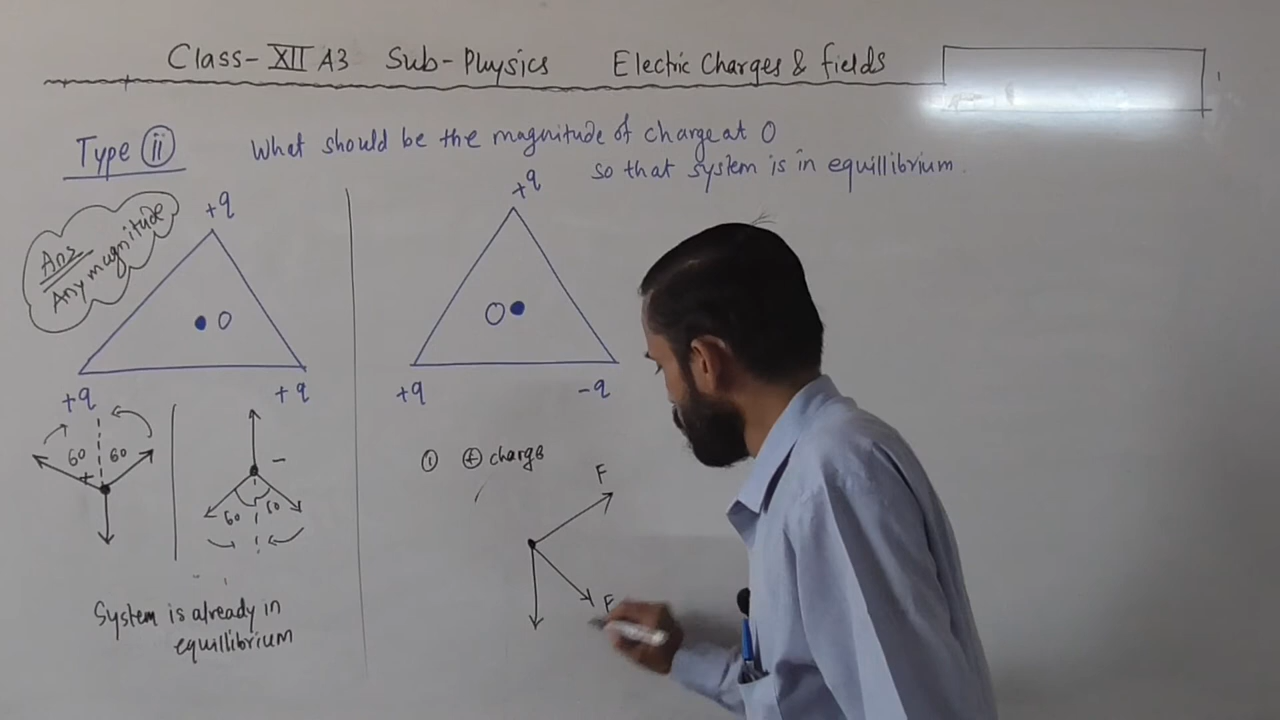 Class-XII A3 Sub-Physics Electric Charges & fields
Type (ii) What should be the magnitude of charge at O
so that system is in equillibrium.
Ans
Any magnitude
+q
O
+q
+q
+q
O
+q
-q
60 + 60
-
60 60
System is already in
equillibrium
① ⊕ charge
F
F